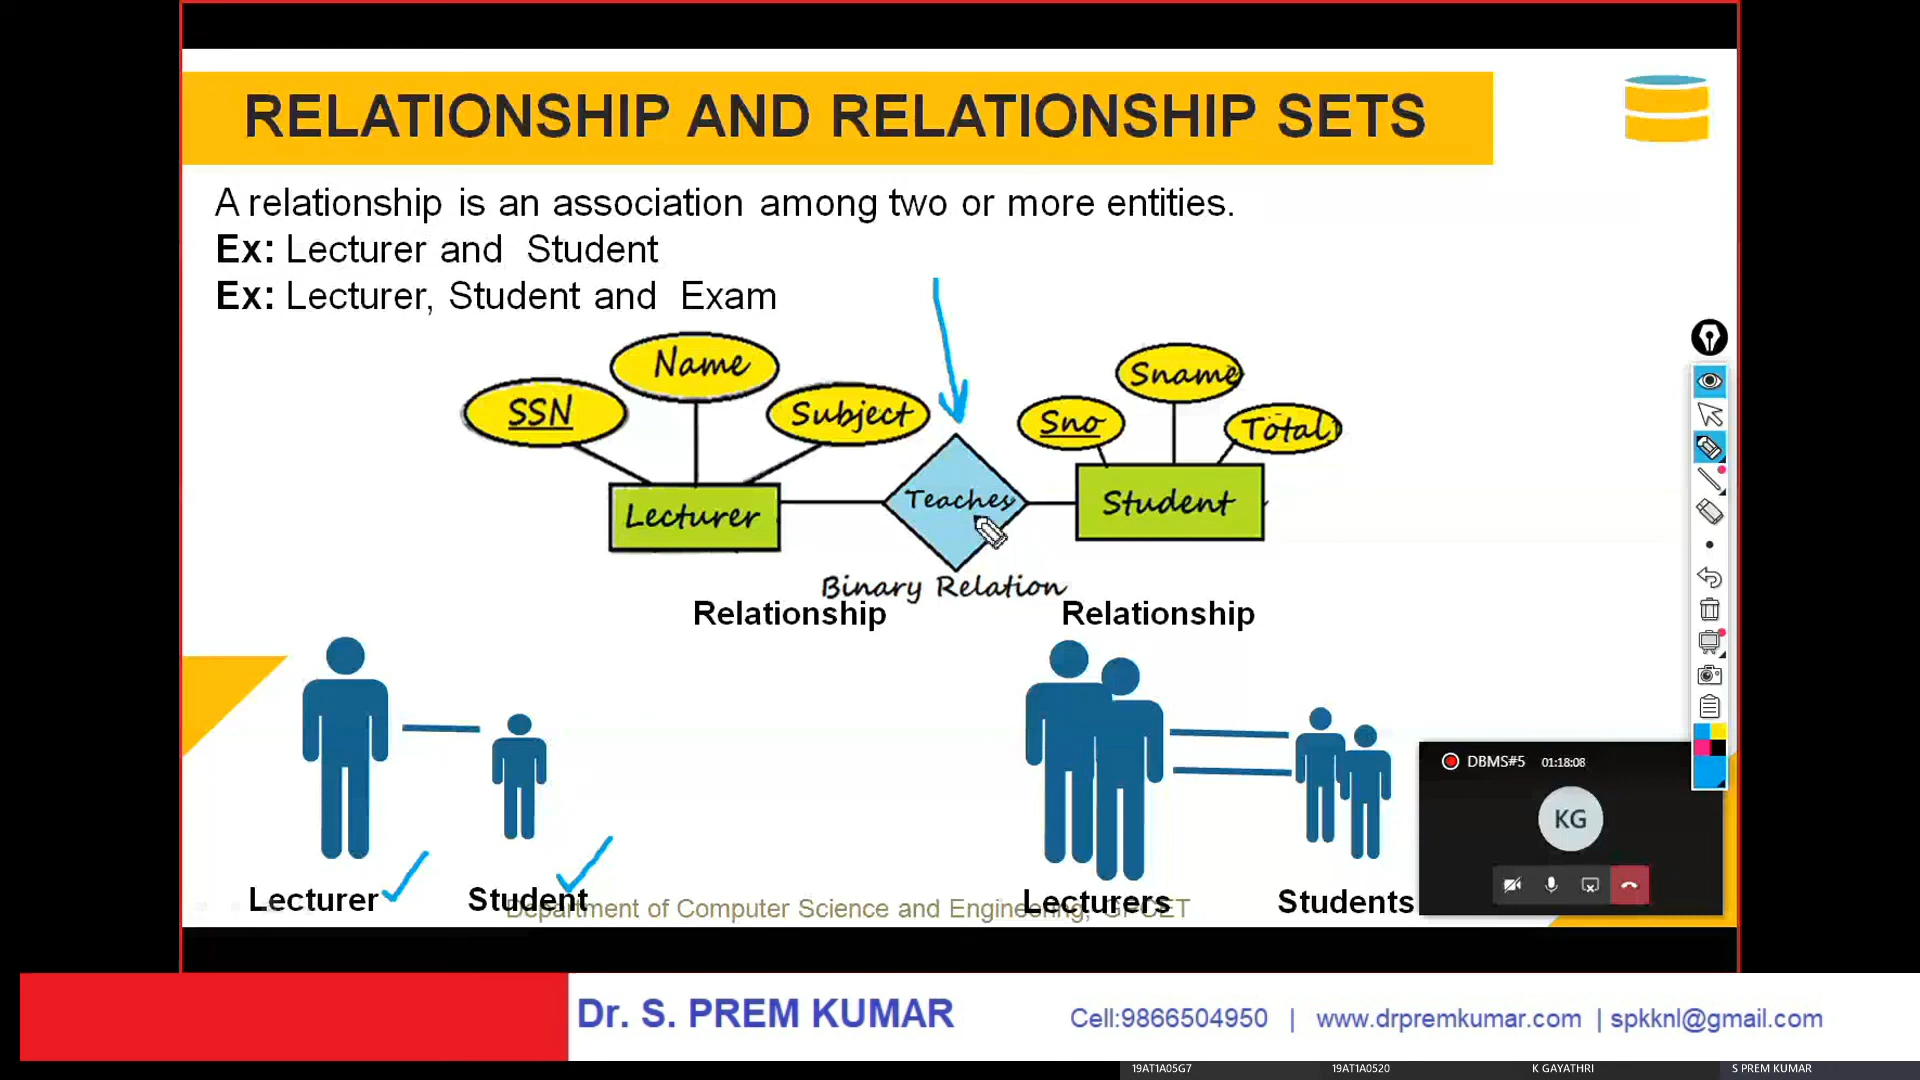 RELATIONSHIP AND RELATIONSHIP SETS
A relationship is an association among two or more entities.
Ex: Lecturer and Student
Ex: Lecturer, Student and Exam
Name
Sname
SSN
Subject
Sno
Total
Lecturer
Teaches
Student
Binary Relation
Relationship
Relationship
DBMS#5 01:18:08
KG
Lecturer
Student
Lecturers
Students
Department of Computer Science and Engineering, GPCET
Dr. S. PREM KUMAR
Cell:9866504950 | www.drpremkumar.com | spkknl@gmail.com
19AT1A05G7
19AT1A0520
K GAYATHRI
S PREM KUMAR